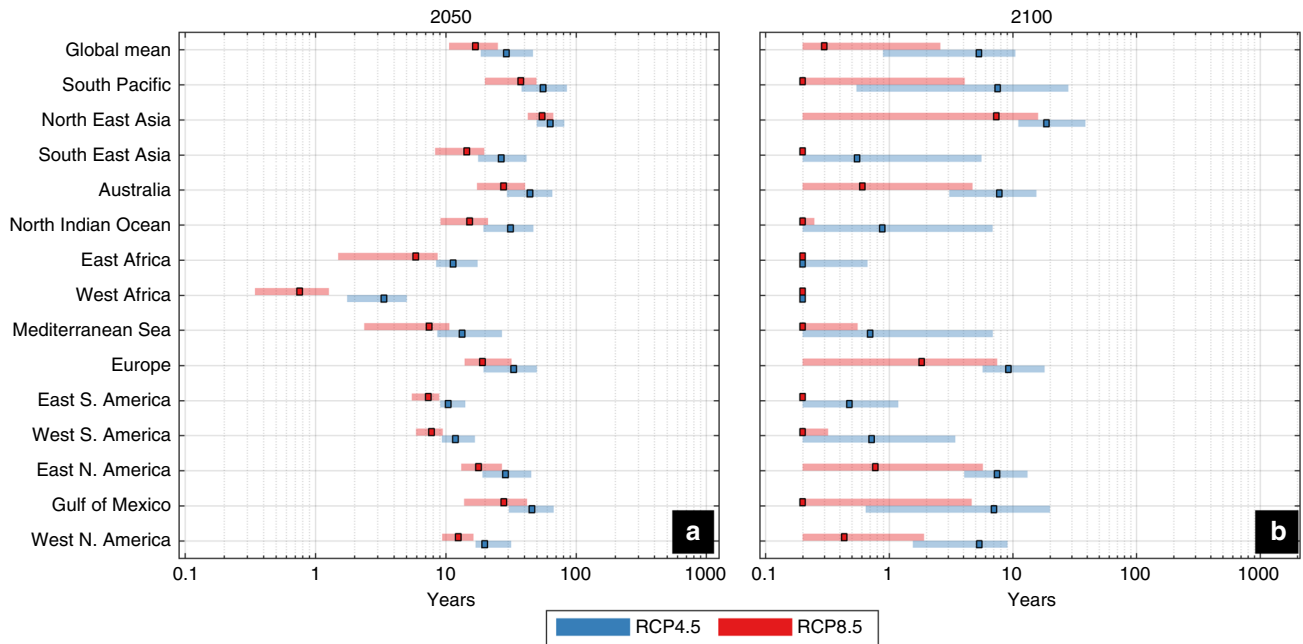 2050
2100
Global mean
South Pacific
North East Asia
South East Asia
Australia
North Indian Ocean
East Africa
West Africa
Mediterranean Sea
Europe
East S. America
West S. America
East N. America
Gulf of Mexico
West N. America
a
b
0.1 1 10 100 1000
0.1 1 10 100 1000
Years
Years
RCP4.5 RCP8.5